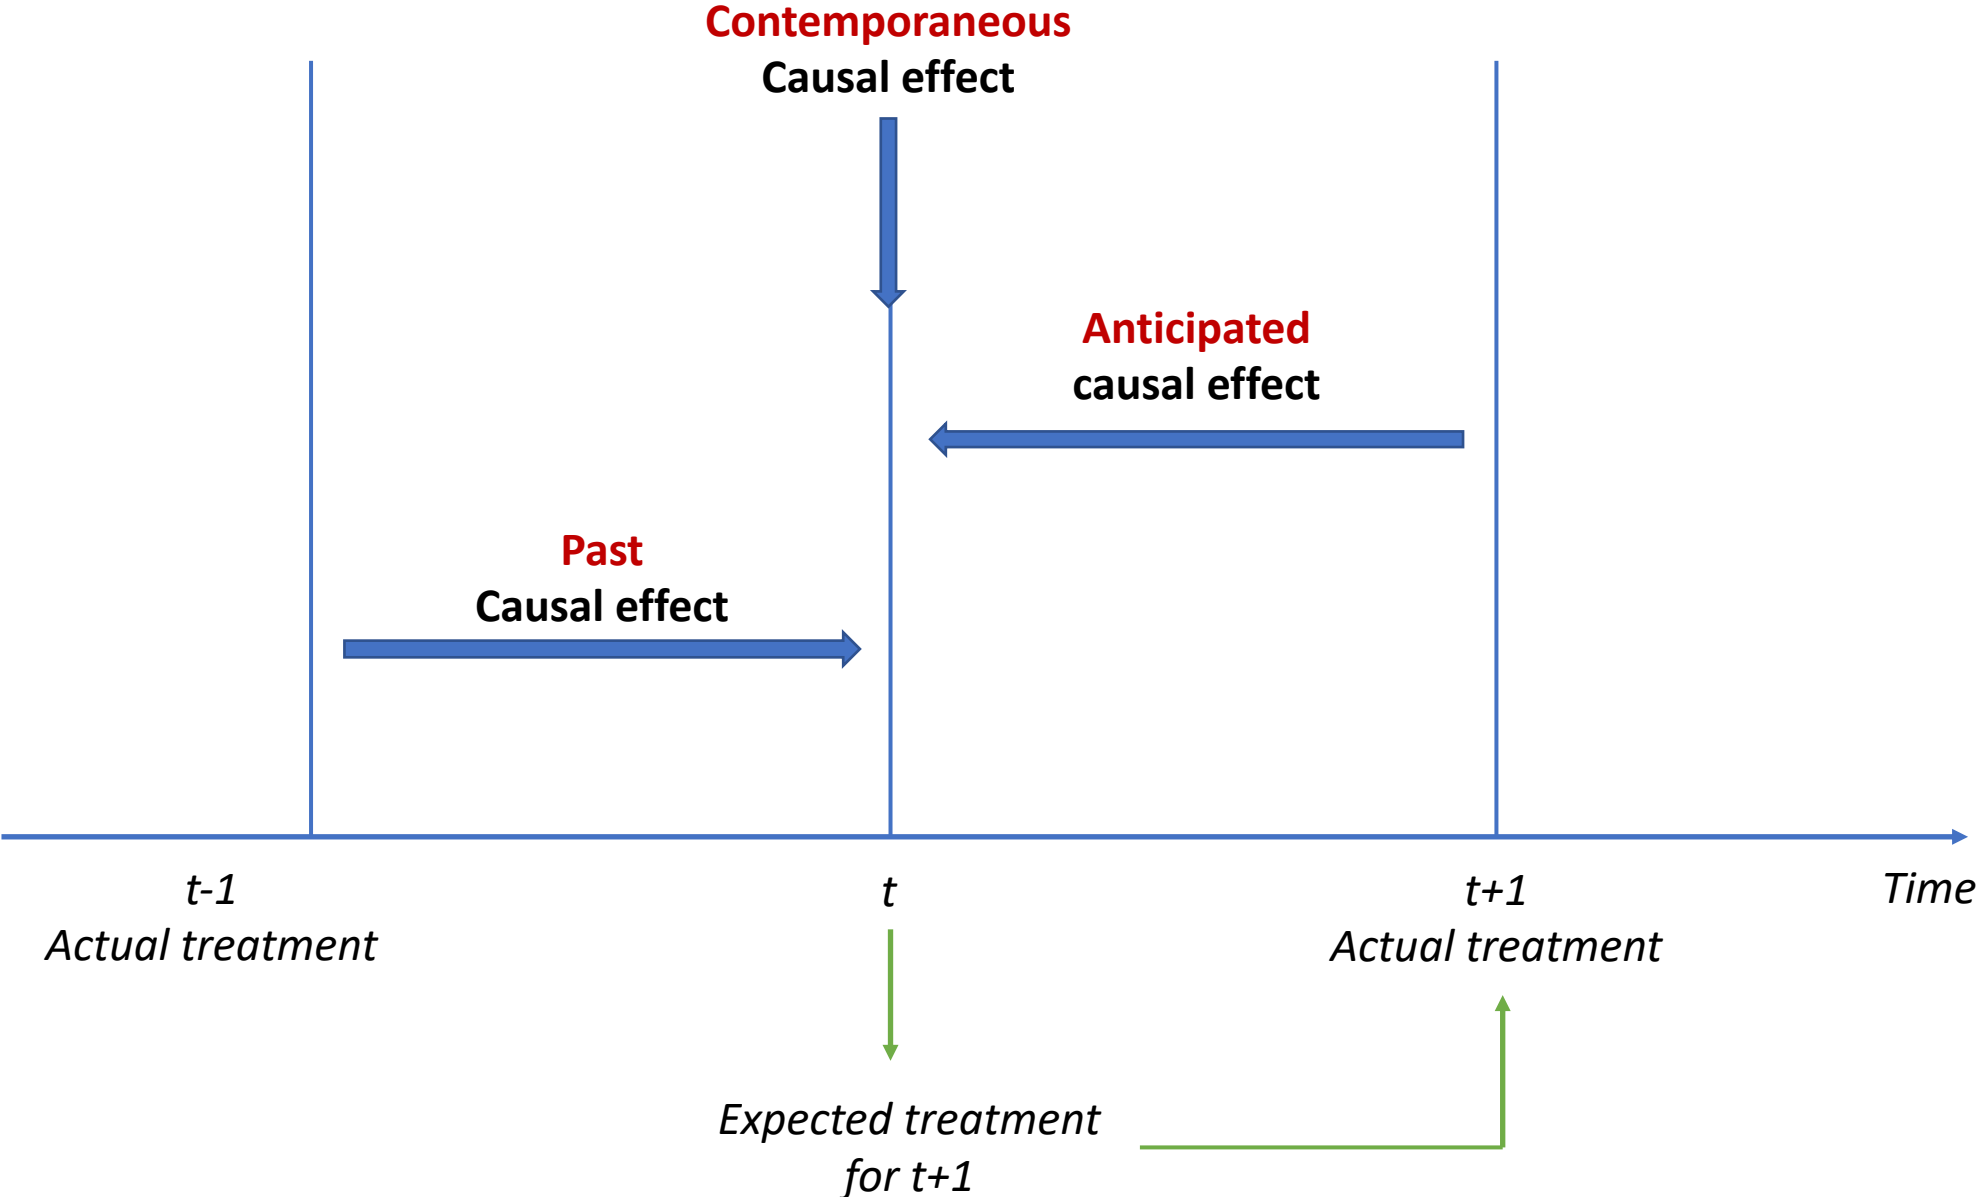 Contemporaneous
Causal effect
Anticipated
causal effect
Past
Causal effect
t-1
Actual treatment
t
t+1
Actual treatment
Time
Expected treatment
for t+1